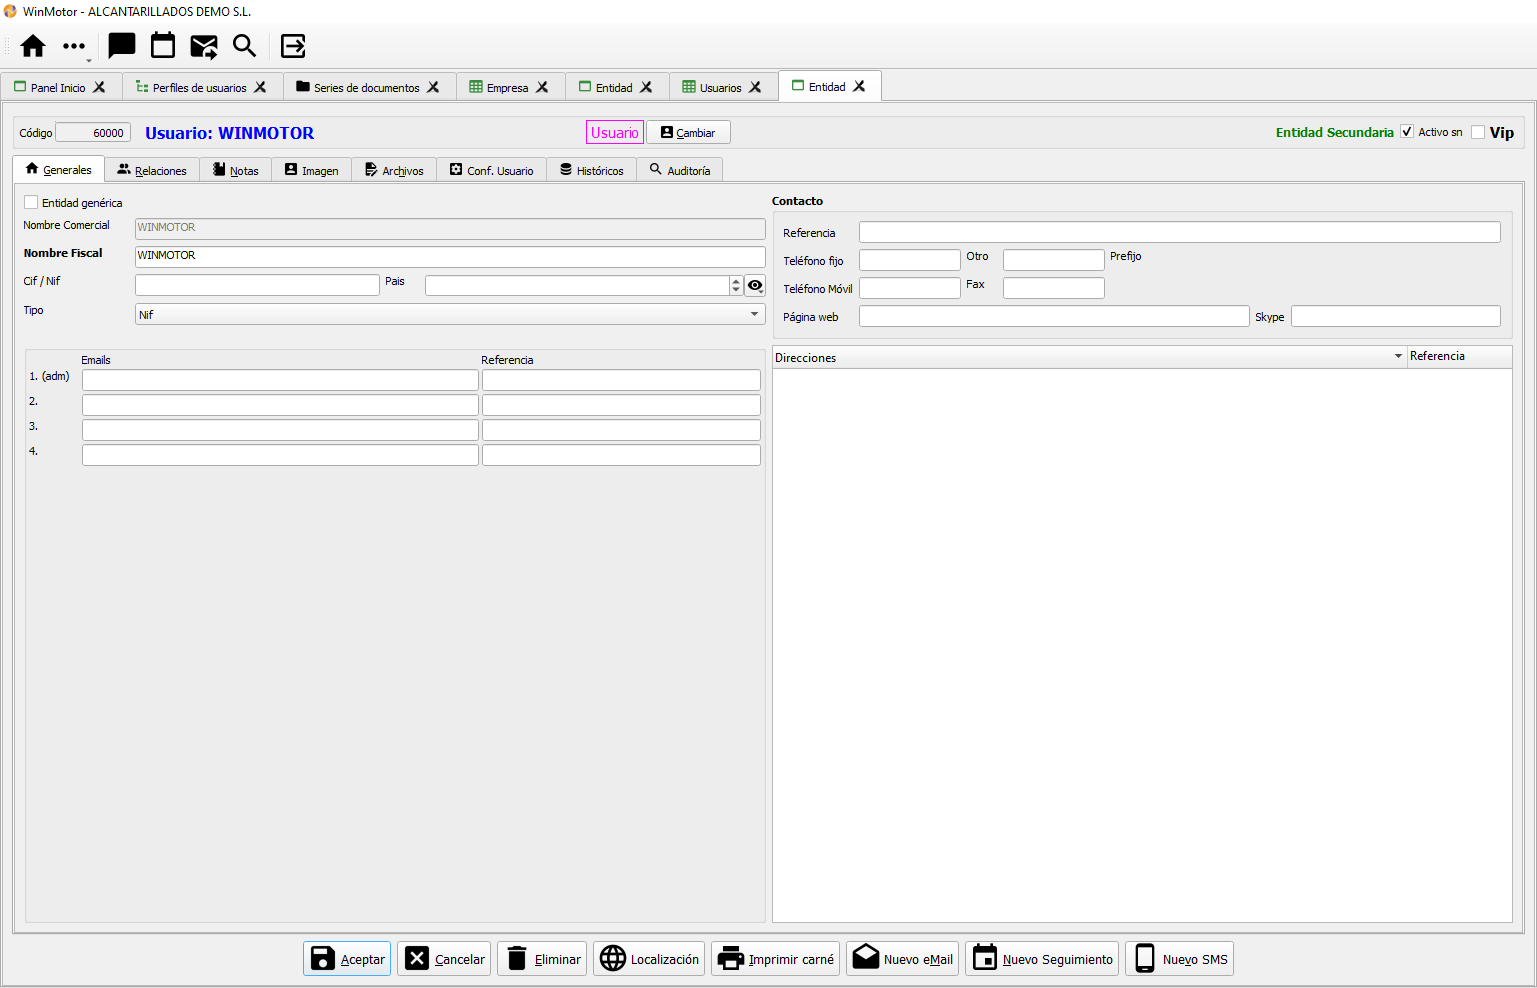 WinMotor - ALCANTARILLADOS DEMO S.L.
Panel Inicio
Perfiles de usuarios
Series de documentos
Empresa
Entidad
Usuarios
Entidad
Código 60000 Usuario: WINMOTOR Usuario Cambiar Entidad Secundaria Activo sn Vip
Generales Relaciones Notas Imagen Archivos Conf. Usuario Históricos Auditoría
Entidad genérica
Nombre Comercial WINMOTOR
Nombre Fiscal WINMOTOR
Cif / Nif Pais
Tipo Nif
Emails Referencia
1. (adm)
2.
3.
4.
Contacto
Referencia
Teléfono fijo Otro Prefijo
Teléfono Móvil Fax
Página web Skype
Direcciones Referencia
Aceptar Cancelar Eliminar Localización Imprimir carné Nuevo eMail Nuevo Seguimiento Nuevo SMS